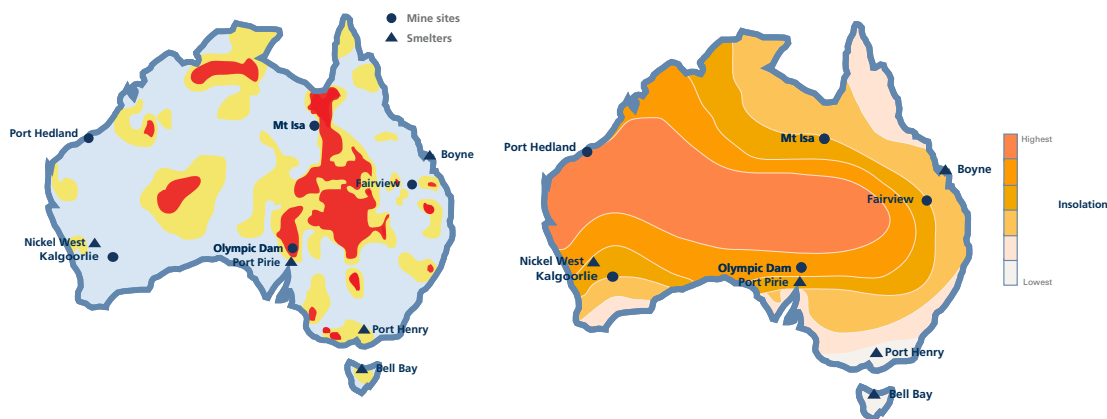 Mine sites
Smelters
Port Hedland
Mt Isa
Boyne
Fairview
Nickel West
Kalgoorlie
Olympic Dam
Port Pirie
Port Henry
Bell Bay
Port Hedland
Mt Isa
Boyne
Fairview
Nickel West
Kalgoorlie
Olympic Dam
Port Pirie
Port Henry
Bell Bay
Highest
Insolation
Lowest